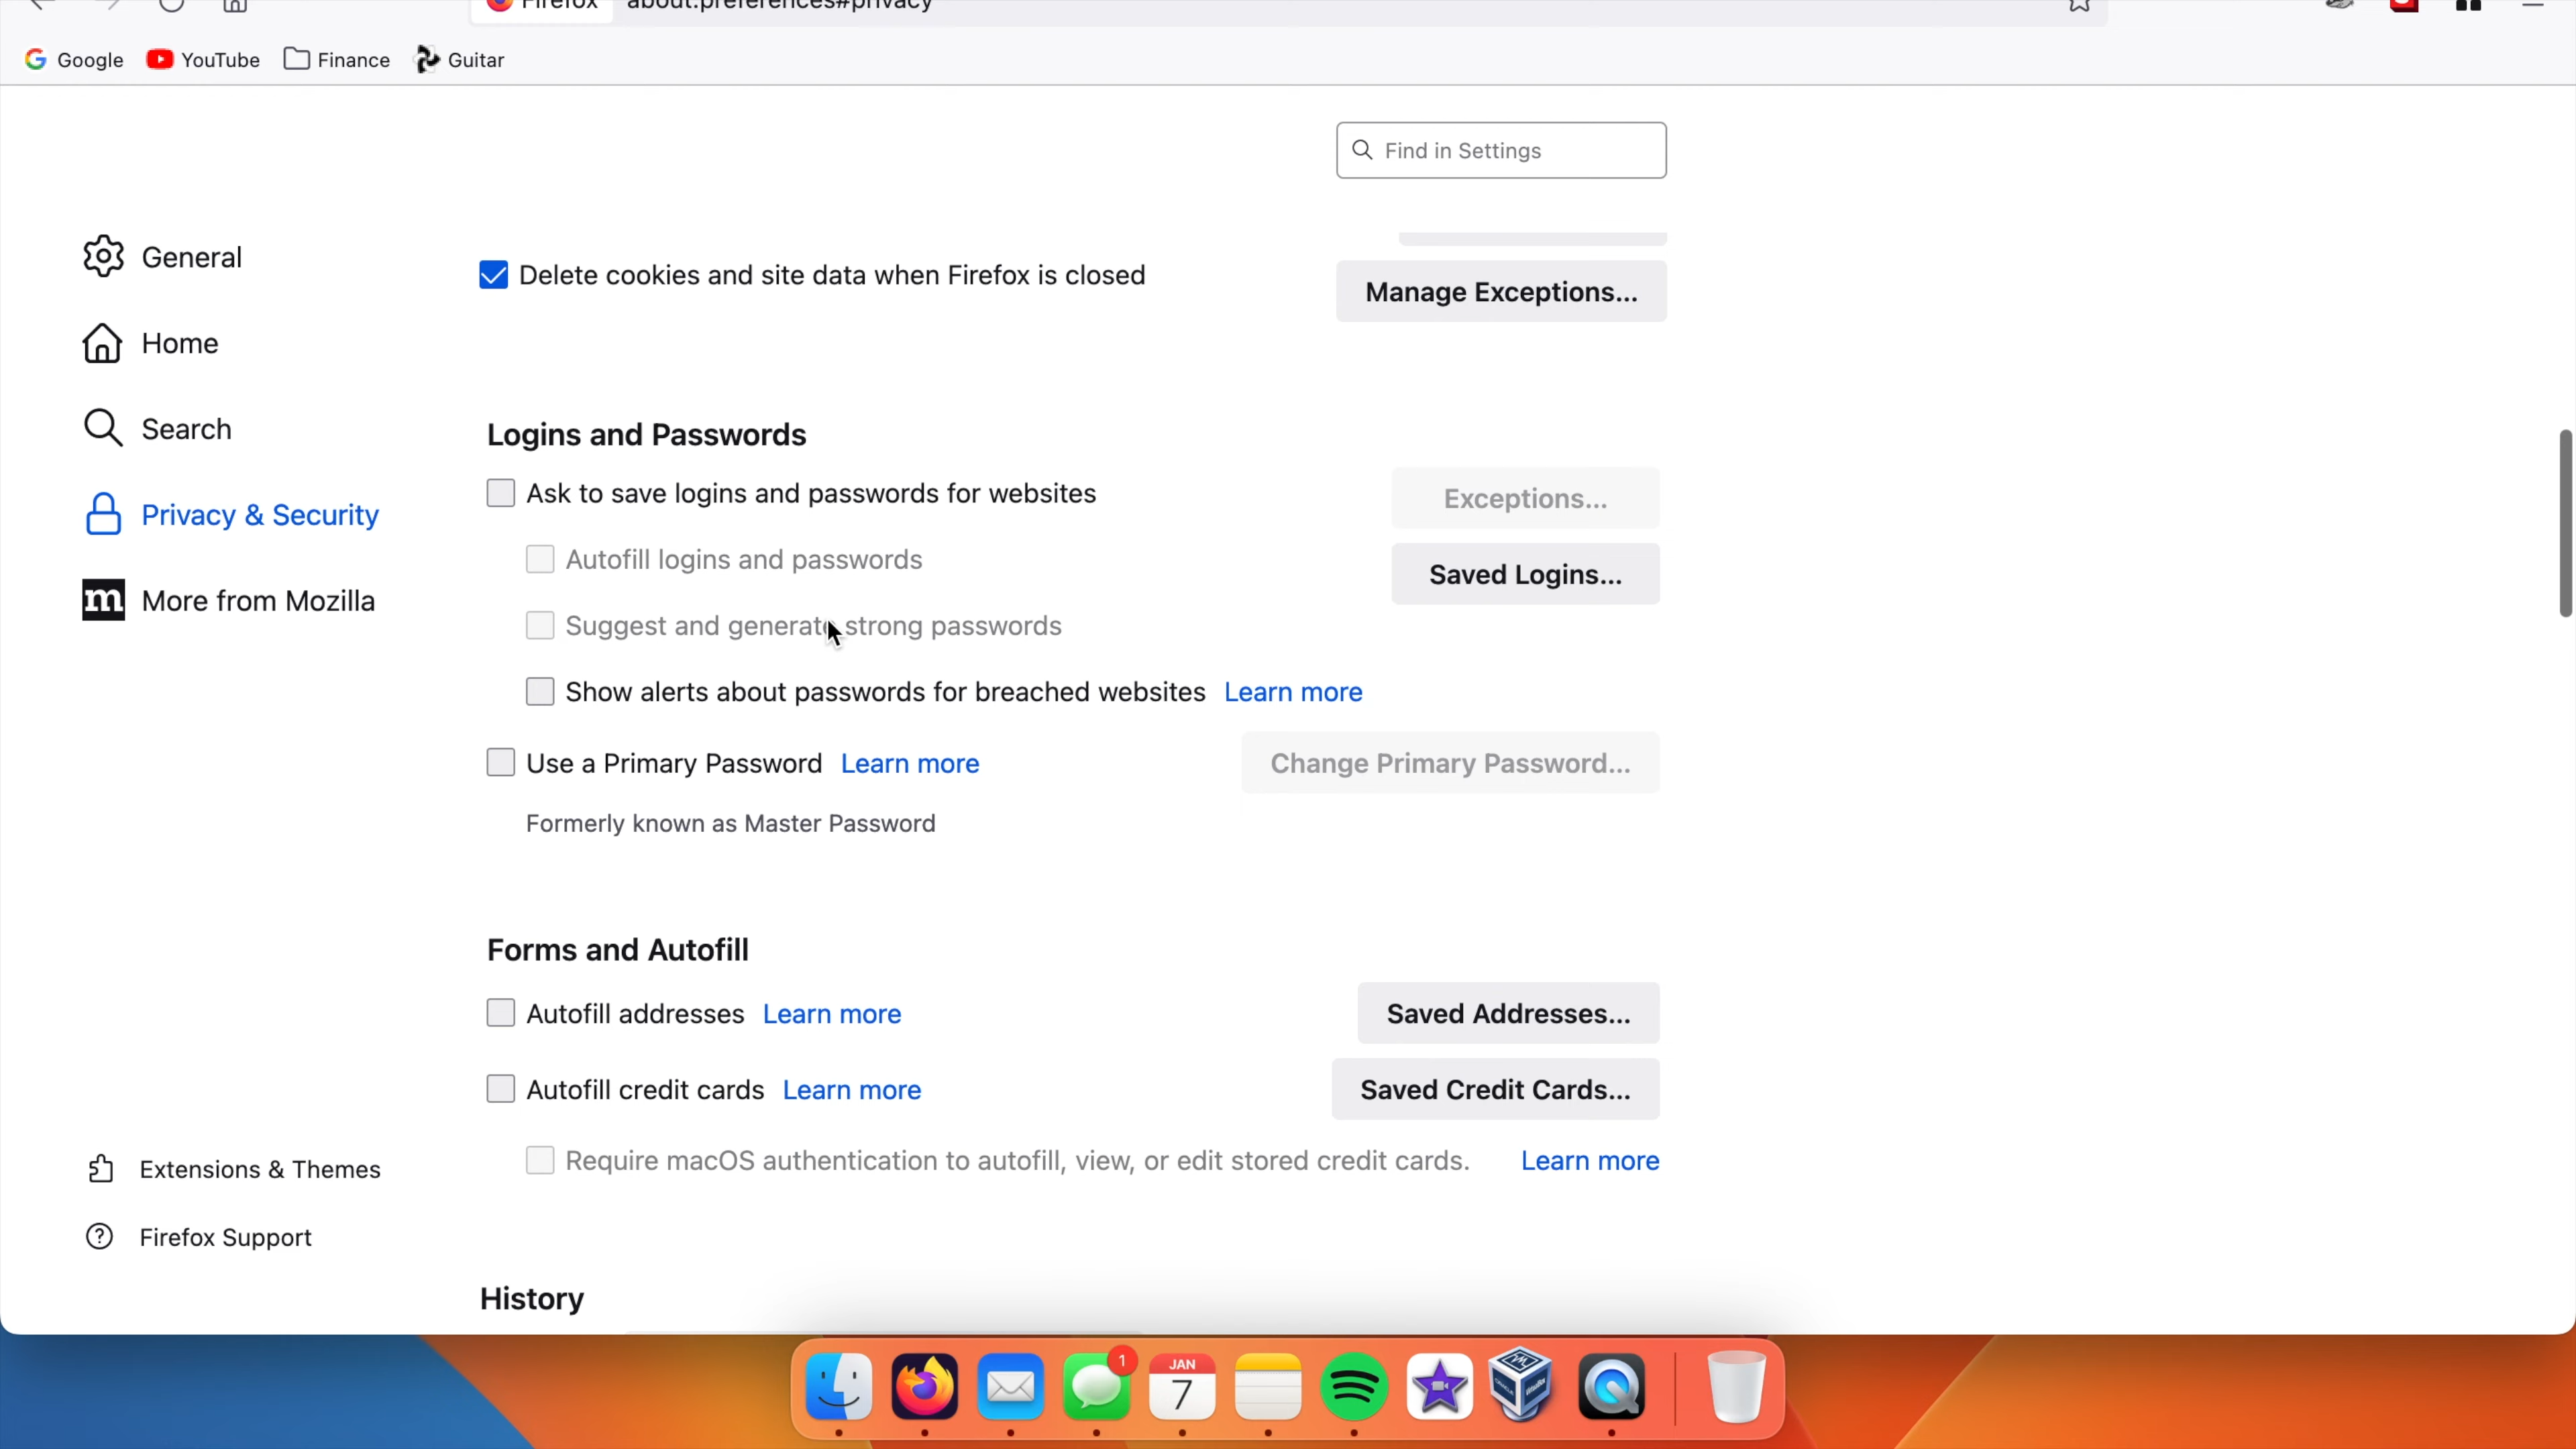 Firefox about:preferences#privacy
Google YouTube Finance Guitar
Find in Settings
General
Home
Search
Privacy & Security
m More from Mozilla
Extensions & Themes
Firefox Support
Delete cookies and site data when Firefox is closed
Manage Exceptions...
Logins and Passwords
Ask to save logins and passwords for websites
Exceptions...
Autofill logins and passwords
Saved Logins...
Suggest and generate strong passwords
Show alerts about passwords for breached websites Learn more
Use a Primary Password Learn more
Change Primary Password...
Formerly known as Master Password
Forms and Autofill
Autofill addresses Learn more
Saved Addresses...
Autofill credit cards Learn more
Saved Credit Cards...
Require macOS authentication to autofill, view, or edit stored credit cards. Learn more
History
1
JAN
7